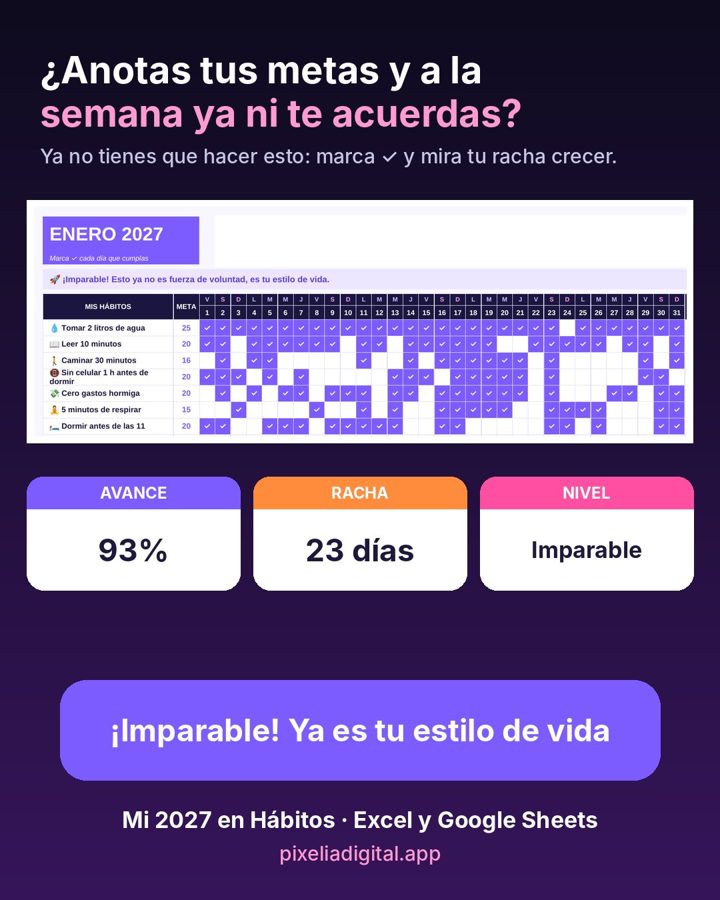 ¿Anotas tus metas y a la
semana ya ni te acuerdas?
Ya no tienes que hacer esto: marca ✓ y mira tu racha crecer.
ENERO 2027
Marca ✓ cada día que cumplas
🚀 ¡Imparable! Esto ya no es fuerza de voluntad, es tu estilo de vida.
V S D L M M J V S D L M M J V S D L M M J V S D L M M J V S D
MIS HÁBITOS META 1 2 3 4 5 6 7 8 9 10 11 12 13 14 15 16 17 18 19 20 21 22 23 24 25 26 27 28 29 30 31
💧 Tomar 2 litros de agua 25
📖 Leer 10 minutos 20
🚶 Caminar 30 minutos 16
📵 Sin celular 1 h antes de
dormir 20
💸 Cero gastos hormiga 20
🧘 5 minutos de respirar 15
🛏️ Dormir antes de las 11 20
AVANCE RACHA NIVEL
93% 23 días Imparable
¡Imparable! Ya es tu estilo de vida
Mi 2027 en Hábitos · Excel y Google Sheets
pixeliadigital.app